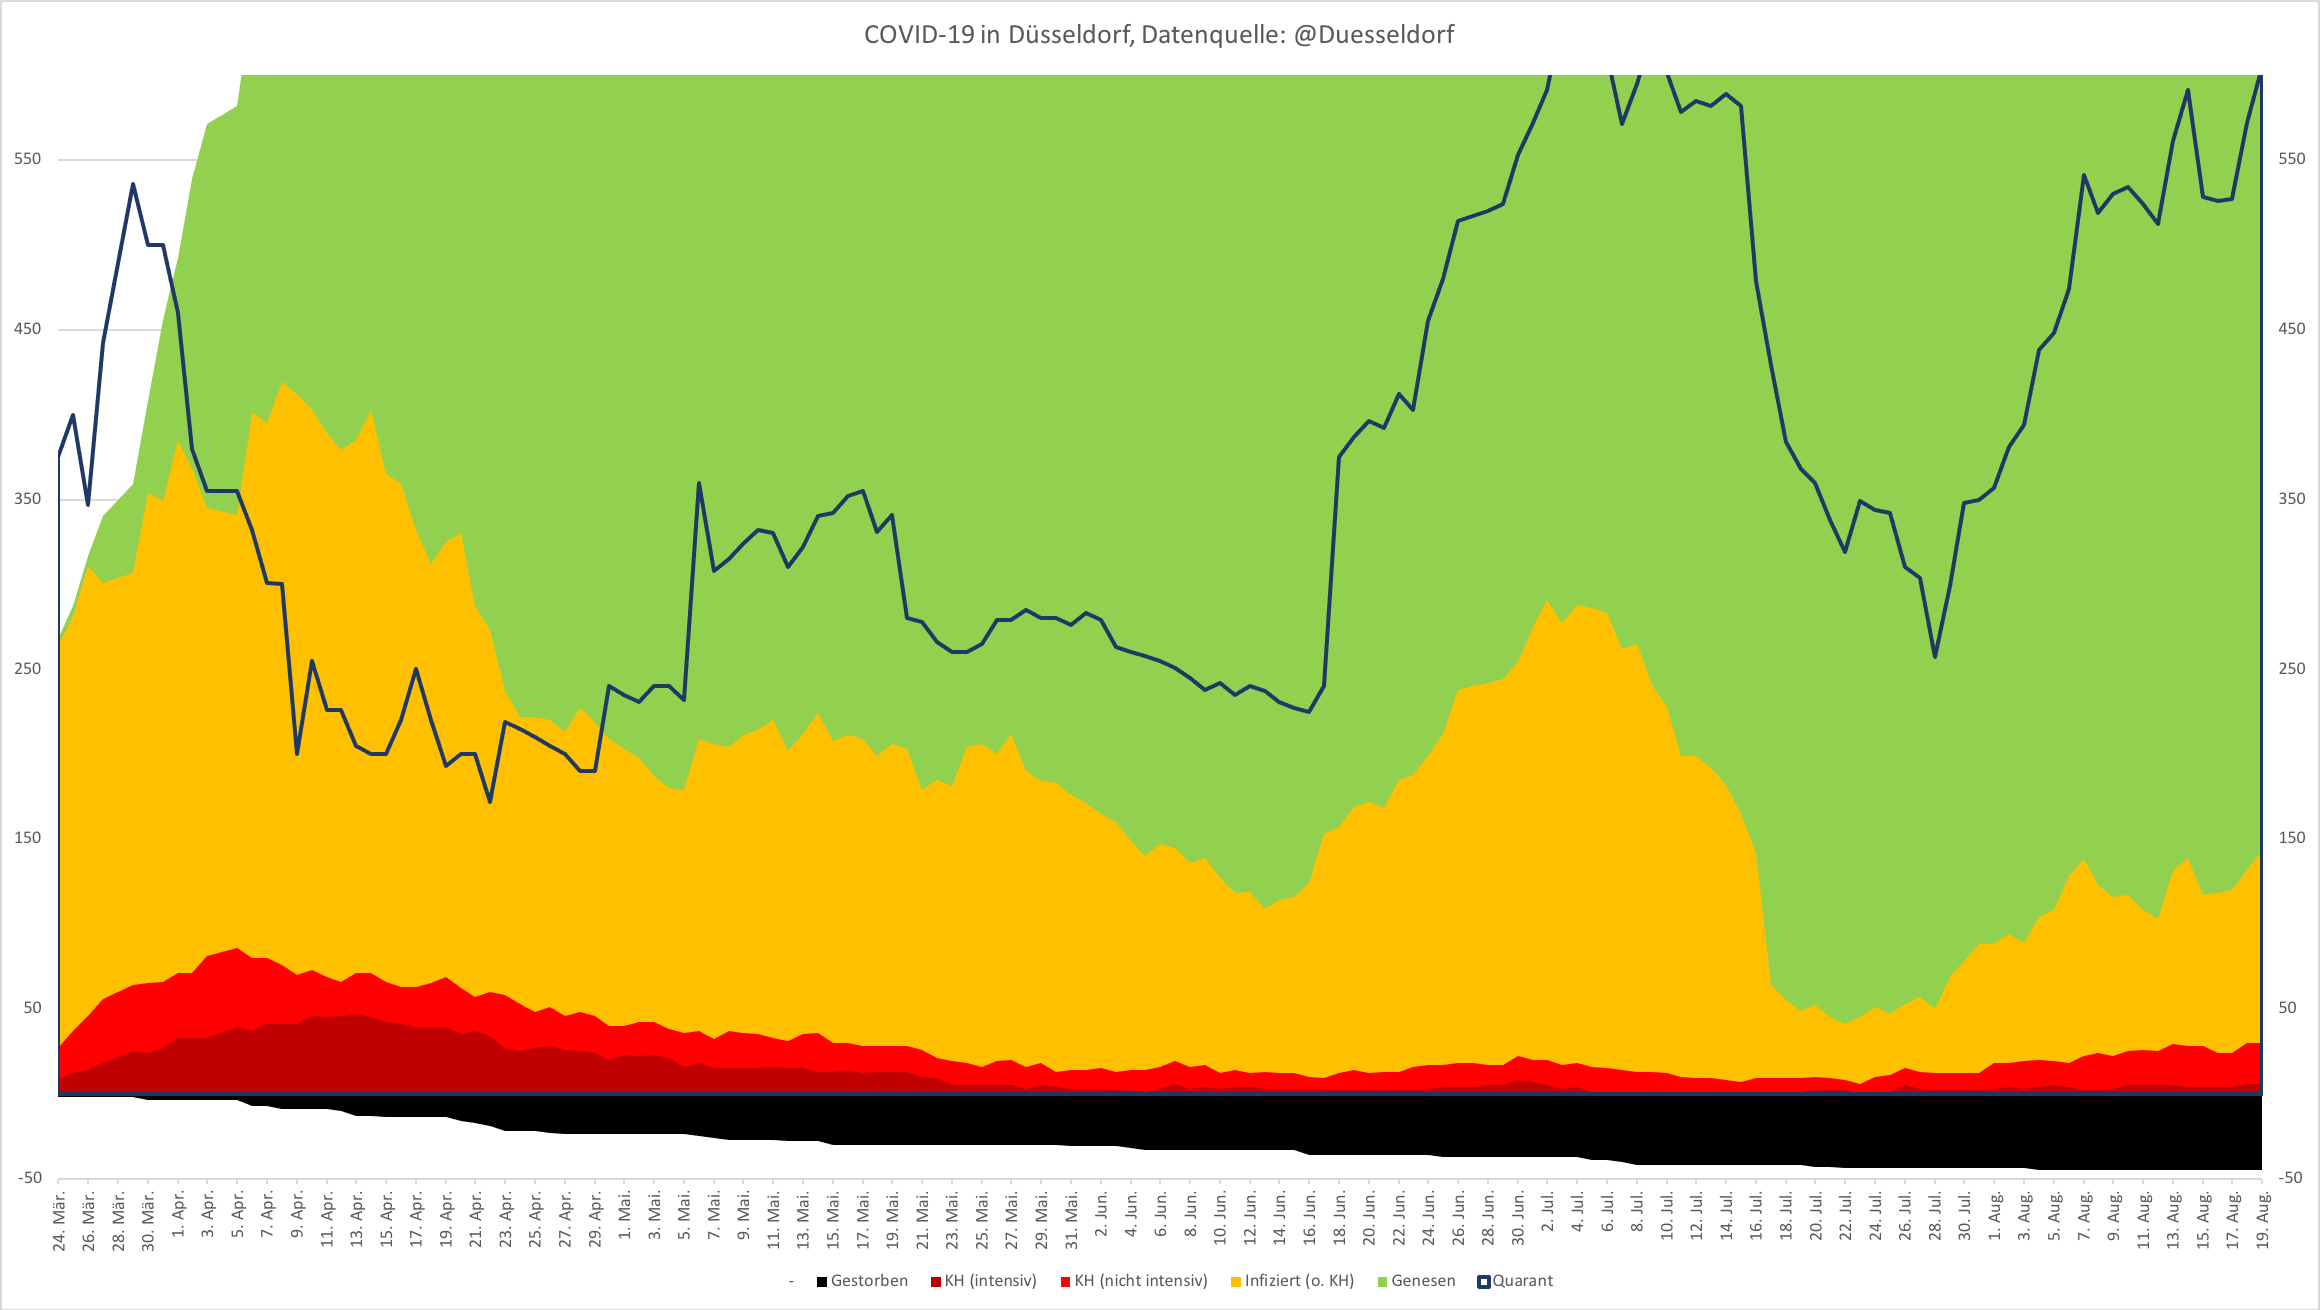 COVID-19 in Düsseldorf, Datenquelle: @Duesseldorf
550 550
450 450
350 350
250 250
150 150
50 50
-50 -50
24. Mär. 26. Mär. 28. Mär. 30. Mär. 1. Apr. 3. Apr. 5. Apr. 7. Apr. 9. Apr. 11. Apr. 13. Apr. 15. Apr. 17. Apr. 19. Apr. 21. Apr. 23. Apr. 25. Apr. 27. Apr. 29. Apr. 1. Mai. 3. Mai. 5. Mai. 7. Mai. 9. Mai. 11. Mai. 13. Mai. 15. Mai. 17. Mai. 19. Mai. 21. Mai. 23. Mai. 25. Mai. 27. Mai. 29. Mai. 31. Mai. 2. Jun. 4. Jun. 6. Jun. 8. Jun. 10. Jun. 12. Jun. 14. Jun. 16. Jun. 18. Jun. 20. Jun. 22. Jun. 24. Jun. 26. Jun. 28. Jun. 30. Jun. 2. Jul. 4. Jul. 6. Jul. 8. Jul. 10. Jul. 12. Jul. 14. Jul. 16. Jul. 18. Jul. 20. Jul. 22. Jul. 24. Jul. 26. Jul. 28. Jul. 30. Jul. 1. Aug. 3. Aug. 5. Aug. 7. Aug. 9. Aug. 11. Aug. 13. Aug. 15. Aug. 17. Aug. 19. Aug.
- Gestorben KH (intensiv) KH (nicht intensiv) Infiziert (o. KH) Genesen Quarant